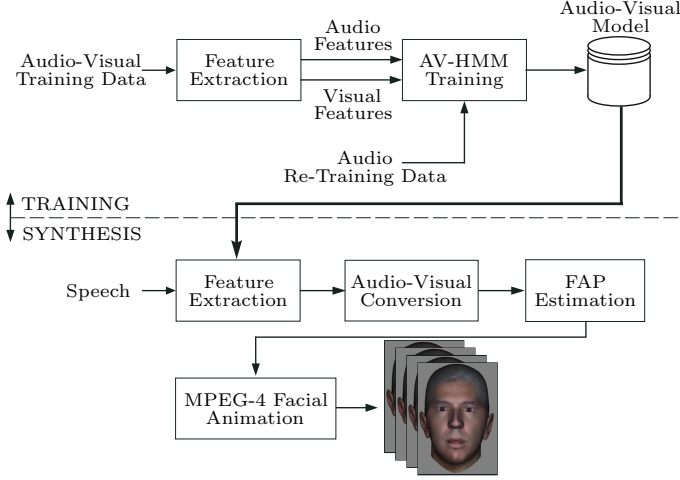 Audio-Visual
Training Data
Feature
Extraction
Audio
Features
Visual
Features
AV-HMM
Training
Audio-Visual
Model
Audio
Re-Training Data
TRAINING
SYNTHESIS
Speech
Feature
Extraction
Audio-Visual
Conversion
FAP
Estimation
MPEG-4 Facial
Animation